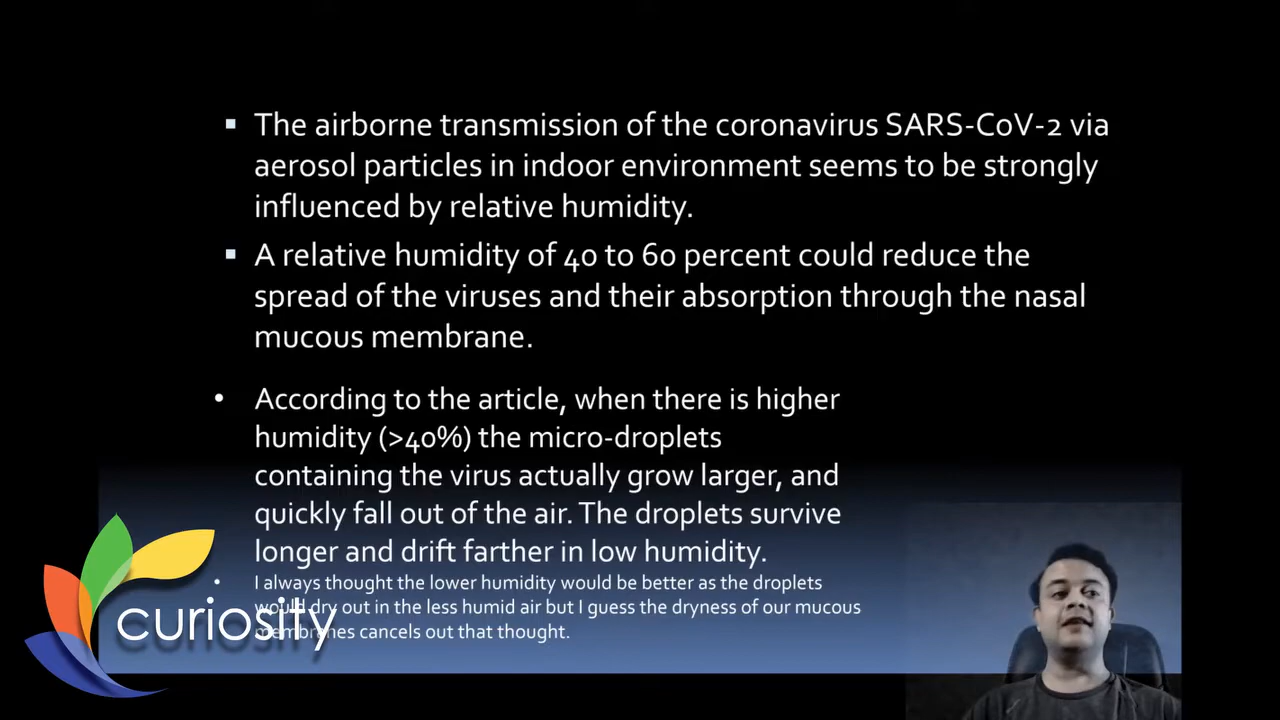 The airborne transmission of the coronavirus SARS-CoV-2 via
aerosol particles in indoor environment seems to be strongly
influenced by relative humidity.
A relative humidity of 40 to 60 percent could reduce the
spread of the viruses and their absorption through the nasal
mucous membrane.
According to the article, when there is higher
humidity (>40%) the micro-droplets
containing the virus actually grow larger, and
quickly fall out of the air. The droplets survive
longer and drift farther in low humidity.
I always thought the lower humidity would be better as the droplets
would dry out in the less humid air but I guess the dryness of our mucous
membranes cancels out that thought.
curiosity